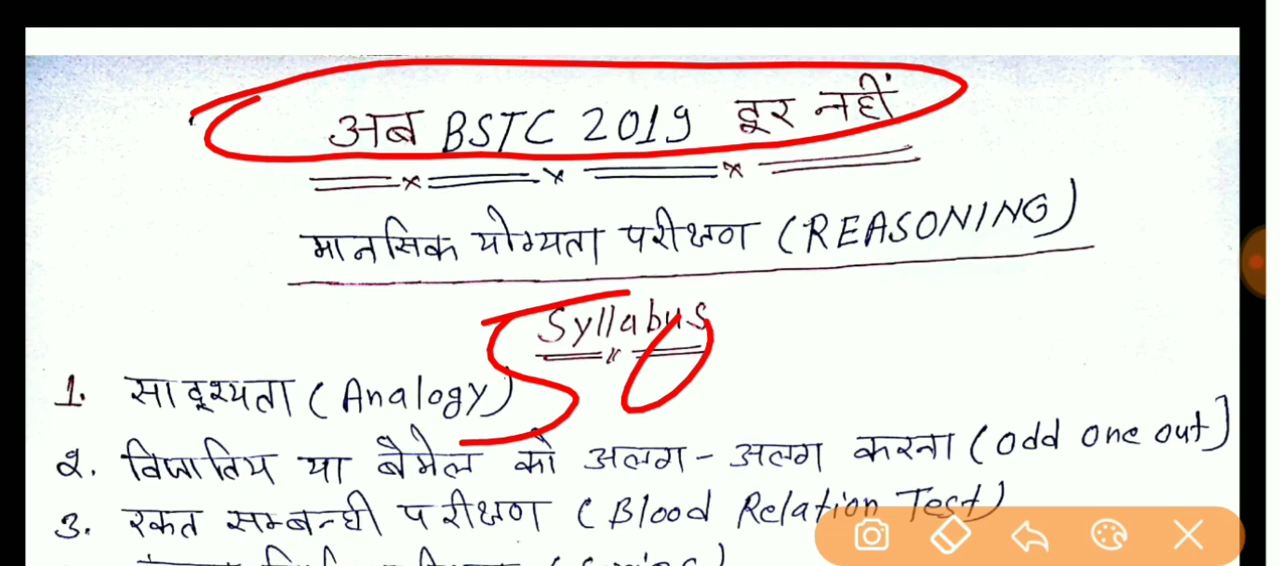 अब BSTC 2019 दूर नहीं
मानसिक योग्यता परीक्षण (REASONING)
Syllabus
50
1. सादृश्यता (Analogy)
2. विजातिय या बैमेल को अलग-अलग करना (odd one out]
3. रक्त सम्बन्धी परीक्षण (Blood Relation Test)